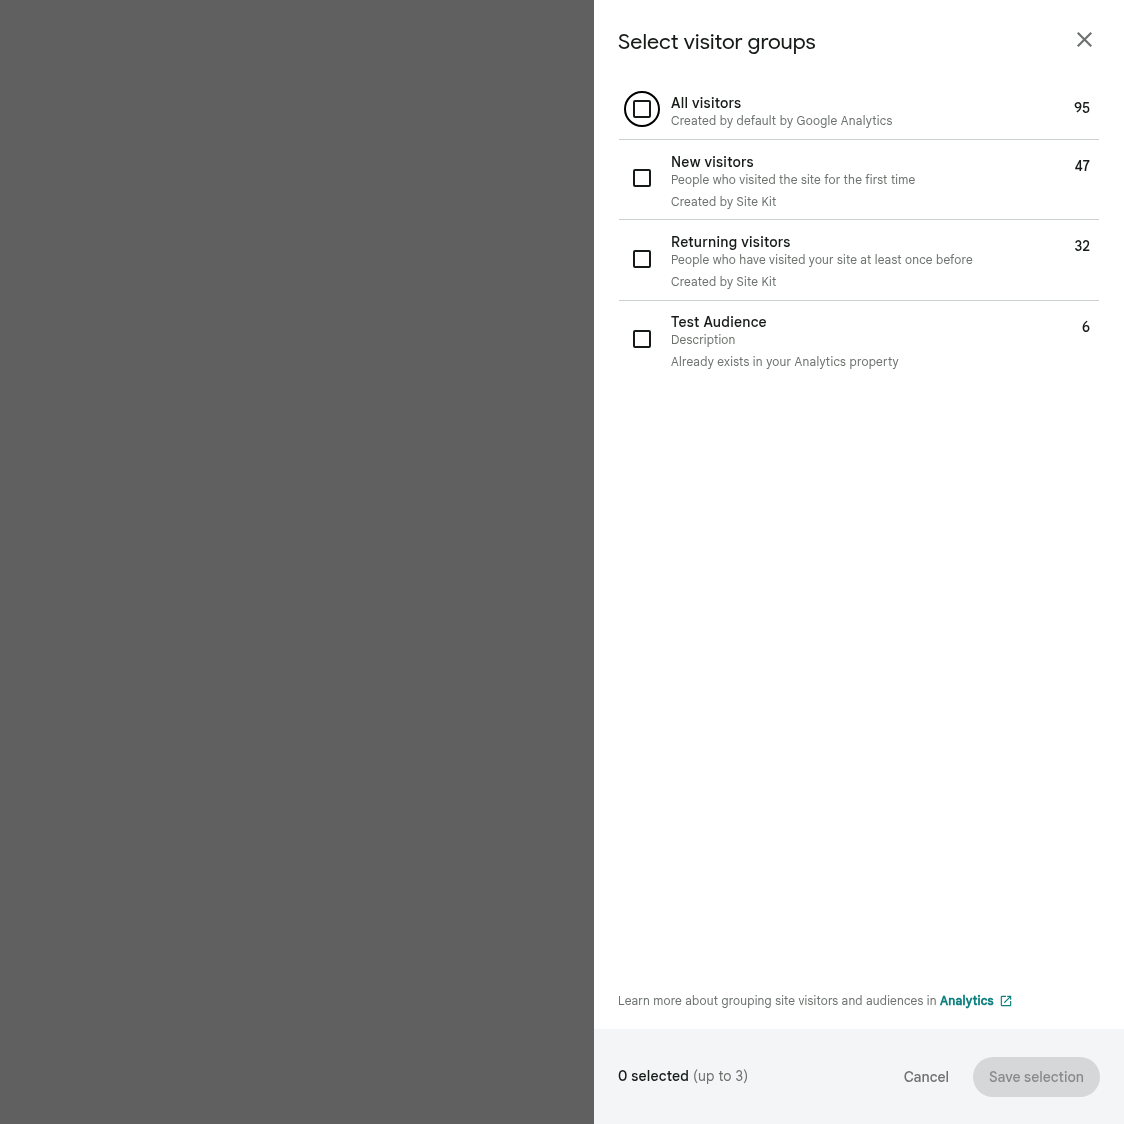 Select visitor groups
All visitors
95
Created by default by Google Analytics
New visitors
47
People who visited the site for the first time
Created by Site Kit
Returning visitors
32
People who have visited your site at least once before
Created by Site Kit
Test Audience
6
Description
Already exists in your Analytics property
Learn more about grouping site visitors and audiences in Analytics
0 selected (up to 3)
Cancel
Save selection